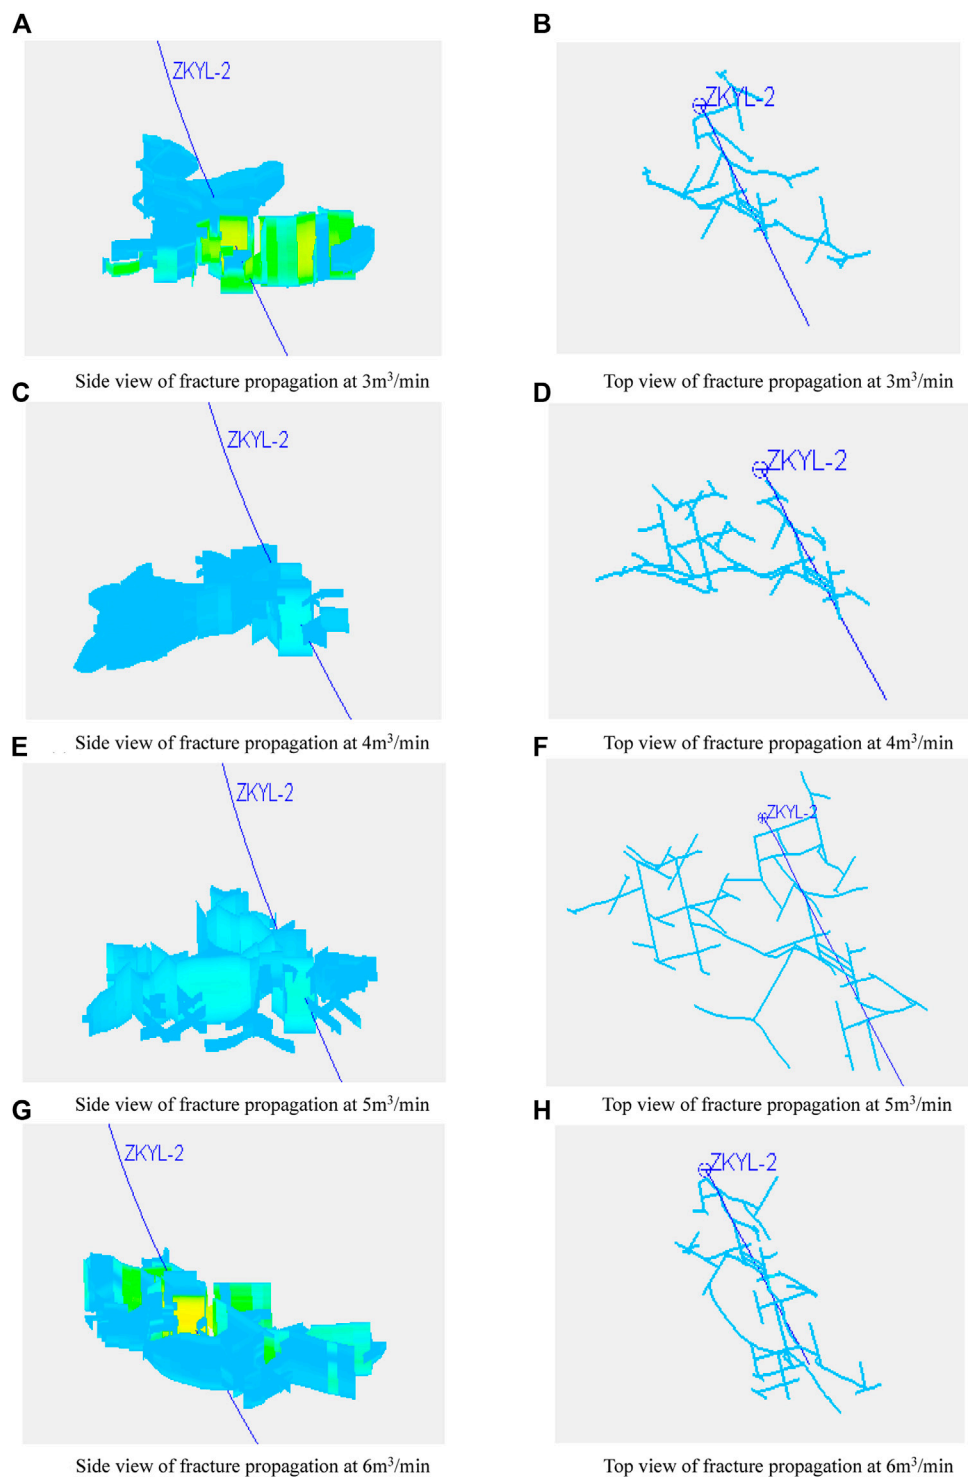 A
B
ZKYL-2
ZKYL-2
Side view of fracture propagation at 3m³/min
Top view of fracture propagation at 3m³/min
C
D
ZKYL-2
ZKYL-2
Side view of fracture propagation at 4m³/min
Top view of fracture propagation at 4m³/min
E
F
ZKYL-2
ZKYL-2
Side view of fracture propagation at 5m³/min
Top view of fracture propagation at 5m³/min
G
H
ZKYL-2
ZKYL-2
Side view of fracture propagation at 6m³/min
Top view of fracture propagation at 6m³/min